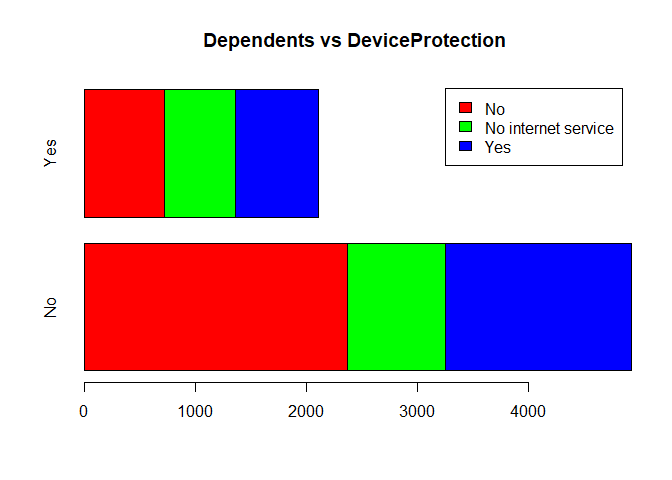 Dependents vs DeviceProtection
No
No internet service
Yes
Yes
No
0 1000 2000 3000 4000